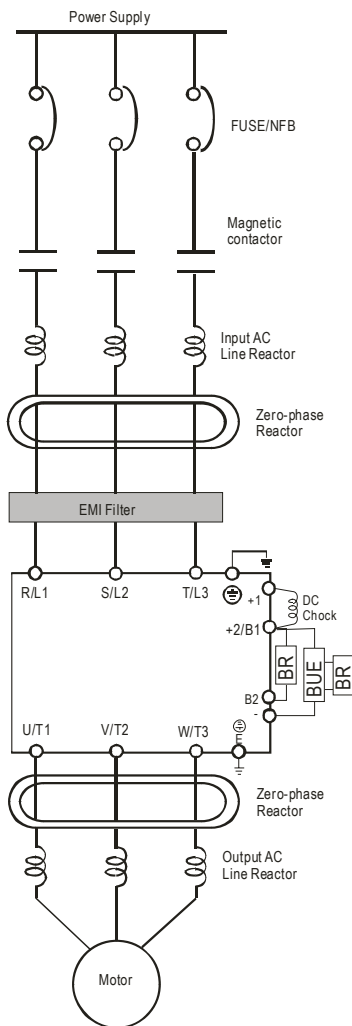 Power Supply
FUSE/NFB
Magnetic
contactor
Input AC
Line Reactor
Zero-phase
Reactor
EMI Filter
R/L1
S/L2
T/L3
+1
DC
Chock
+2/B1
BR
BUE
BR
B2
-
U/T1
V/T2
W/T3
E
Zero-phase
Reactor
Output AC
Line Reactor
Motor